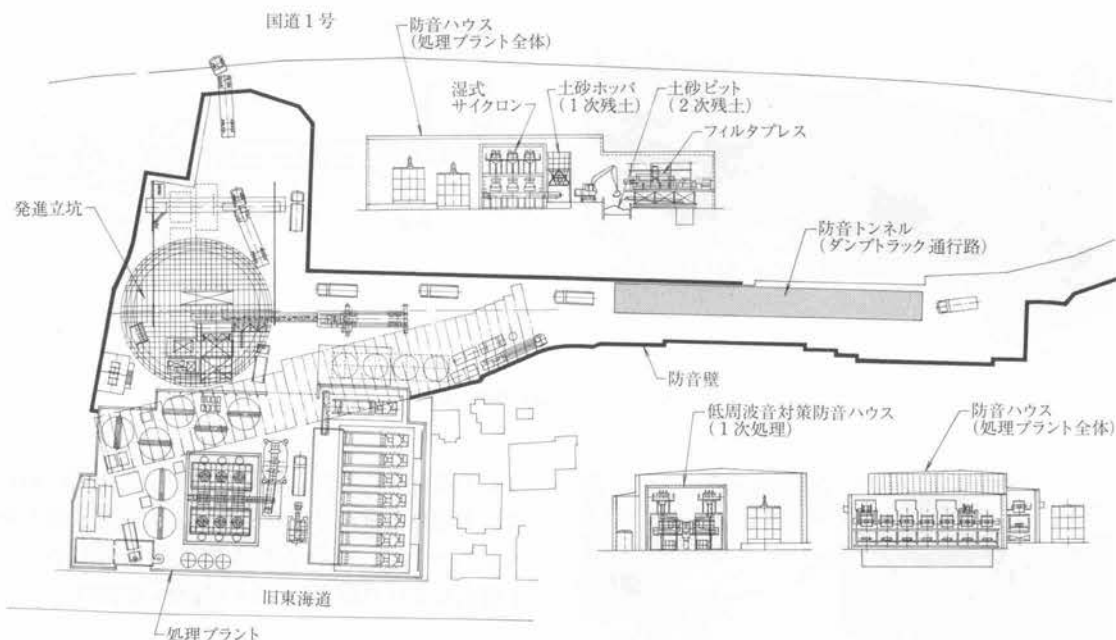 国道1号
防音ハウス
(処理プラント全体)
湿式
サイクロン
土砂ホッパ
(1次残土)
土砂ピット
(2次残土)
フィルタプレス
発進立坑
防音トンネル
(ダンプトラック通行路)
防音壁
低周波音対策防音ハウス
(1次処理)
防音ハウス
(処理プラント全体)
旧東海道
処理プラント